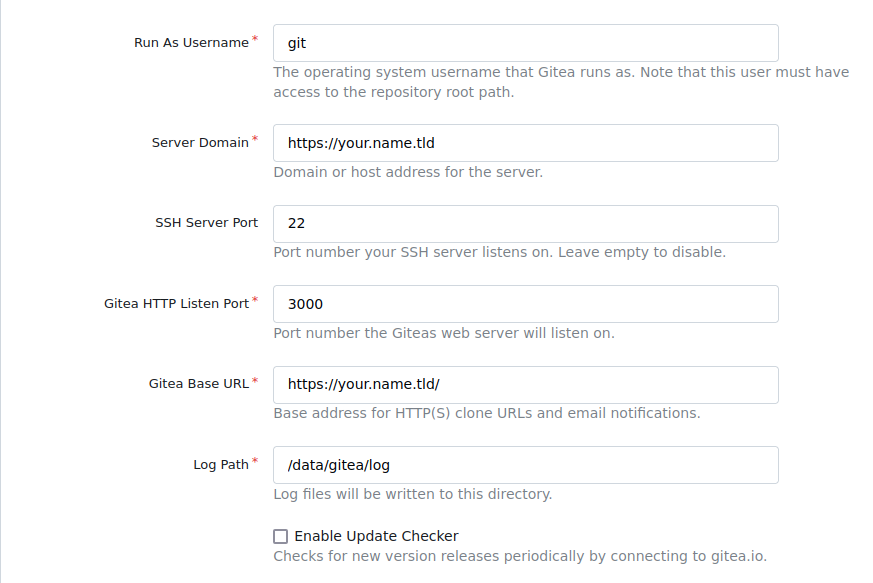 Run As Username*
git
The operating system username that Gitea runs as. Note that this user must have
access to the repository root path.
Server Domain*
https://your.name.tld
Domain or host address for the server.
SSH Server Port
22
Port number your SSH server listens on. Leave empty to disable.
Gitea HTTP Listen Port*
3000
Port number the Giteas web server will listen on.
Gitea Base URL*
https://your.name.tld/
Base address for HTTP(S) clone URLs and email notifications.
Log Path*
/data/gitea/log
Log files will be written to this directory.
Enable Update Checker
Checks for new version releases periodically by connecting to gitea.io.